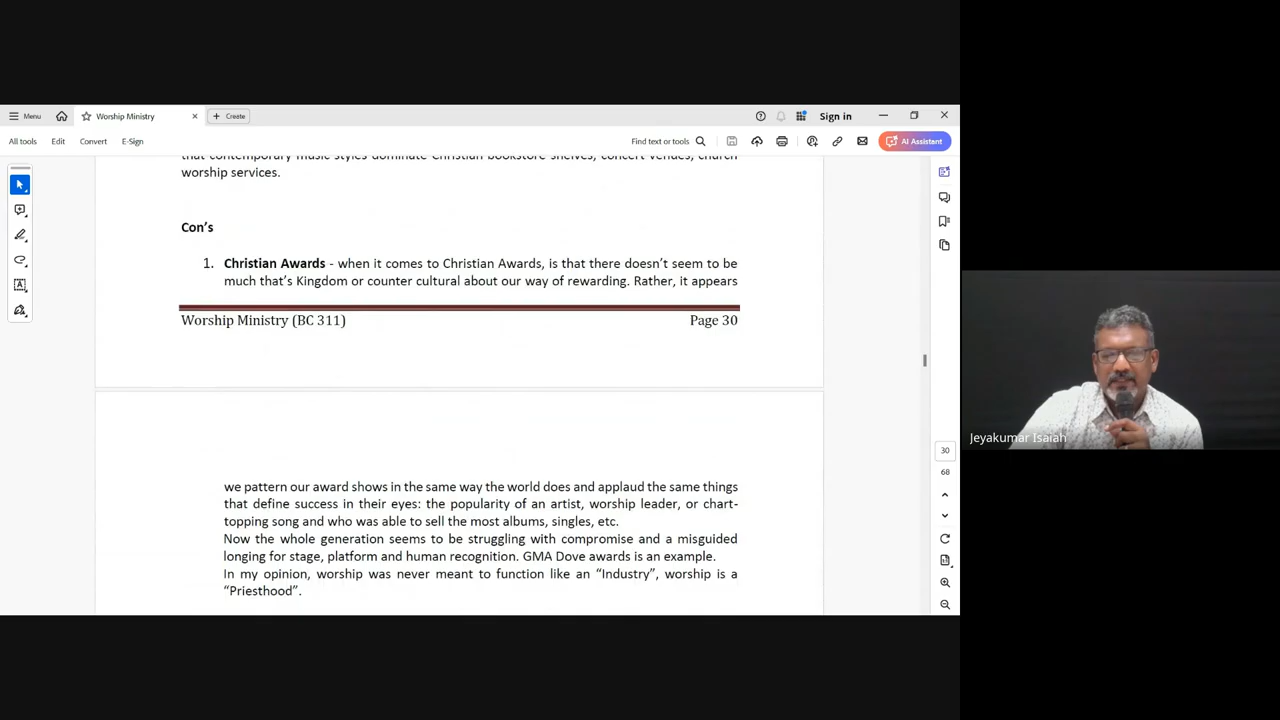 Menu
Worship Ministry
Create
Sign in
All tools
Edit
Convert
E-Sign
Find text or tools
AI Assistant
that contemporary music styles dominate Christian bookstore shelves, concert venues, church
worship services.
Con's
1. Christian Awards - when it comes to Christian Awards, is that there doesn't seem to be
much that's Kingdom or counter cultural about our way of rewarding. Rather, it appears
Worship Ministry (BC 311)
Page 30
we pattern our award shows in the same way the world does and applaud the same things
that define success in their eyes: the popularity of an artist, worship leader, or chart-
topping song and who was able to sell the most albums, singles, etc.
Now the whole generation seems to be struggling with compromise and a misguided
longing for stage, platform and human recognition. GMA Dove awards is an example.
In my opinion, worship was never meant to function like an “Industry”, worship is a
“Priesthood”.
30
68
Jeyakumar Isaiah